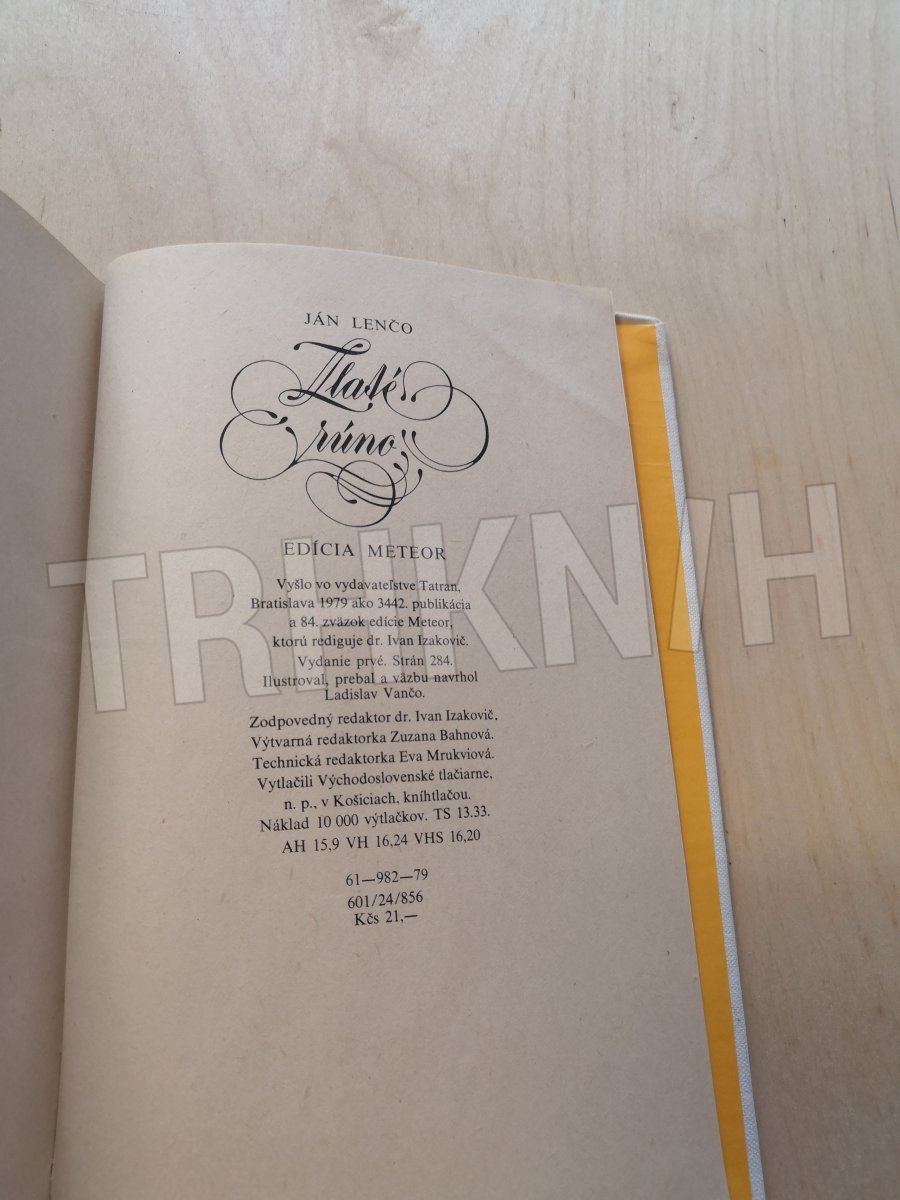 JÁN LENČO
Zlaté
rúno
EDÍCIA METEOR
Vyšlo vo vydavateľstve Tatran,
Bratislava 1979 ako 3442. publikácia
a 84. zväzok edície Meteor,
ktorú rediguje dr. Ivan Izakovič.
Vydanie prvé. Strán 284.
Ilustroval, prebal a väzbu navrhol
Ladislav Vančo.
Zodpovedný redaktor dr. Ivan Izakovič.
Výtvarná redaktorka Zuzana Bahnová.
Technická redaktorka Eva Mrukviová.
Vytlačili Východoslovenské tlačiarne,
n. p., v Košiciach, kníhtlačou.
Náklad 10 000 výtlačkov. TS 13.33.
AH 15,9 VH 16,24 VHS 16,20
61—982—79
601/24/856
Kčs 21,—
TRHKNIH